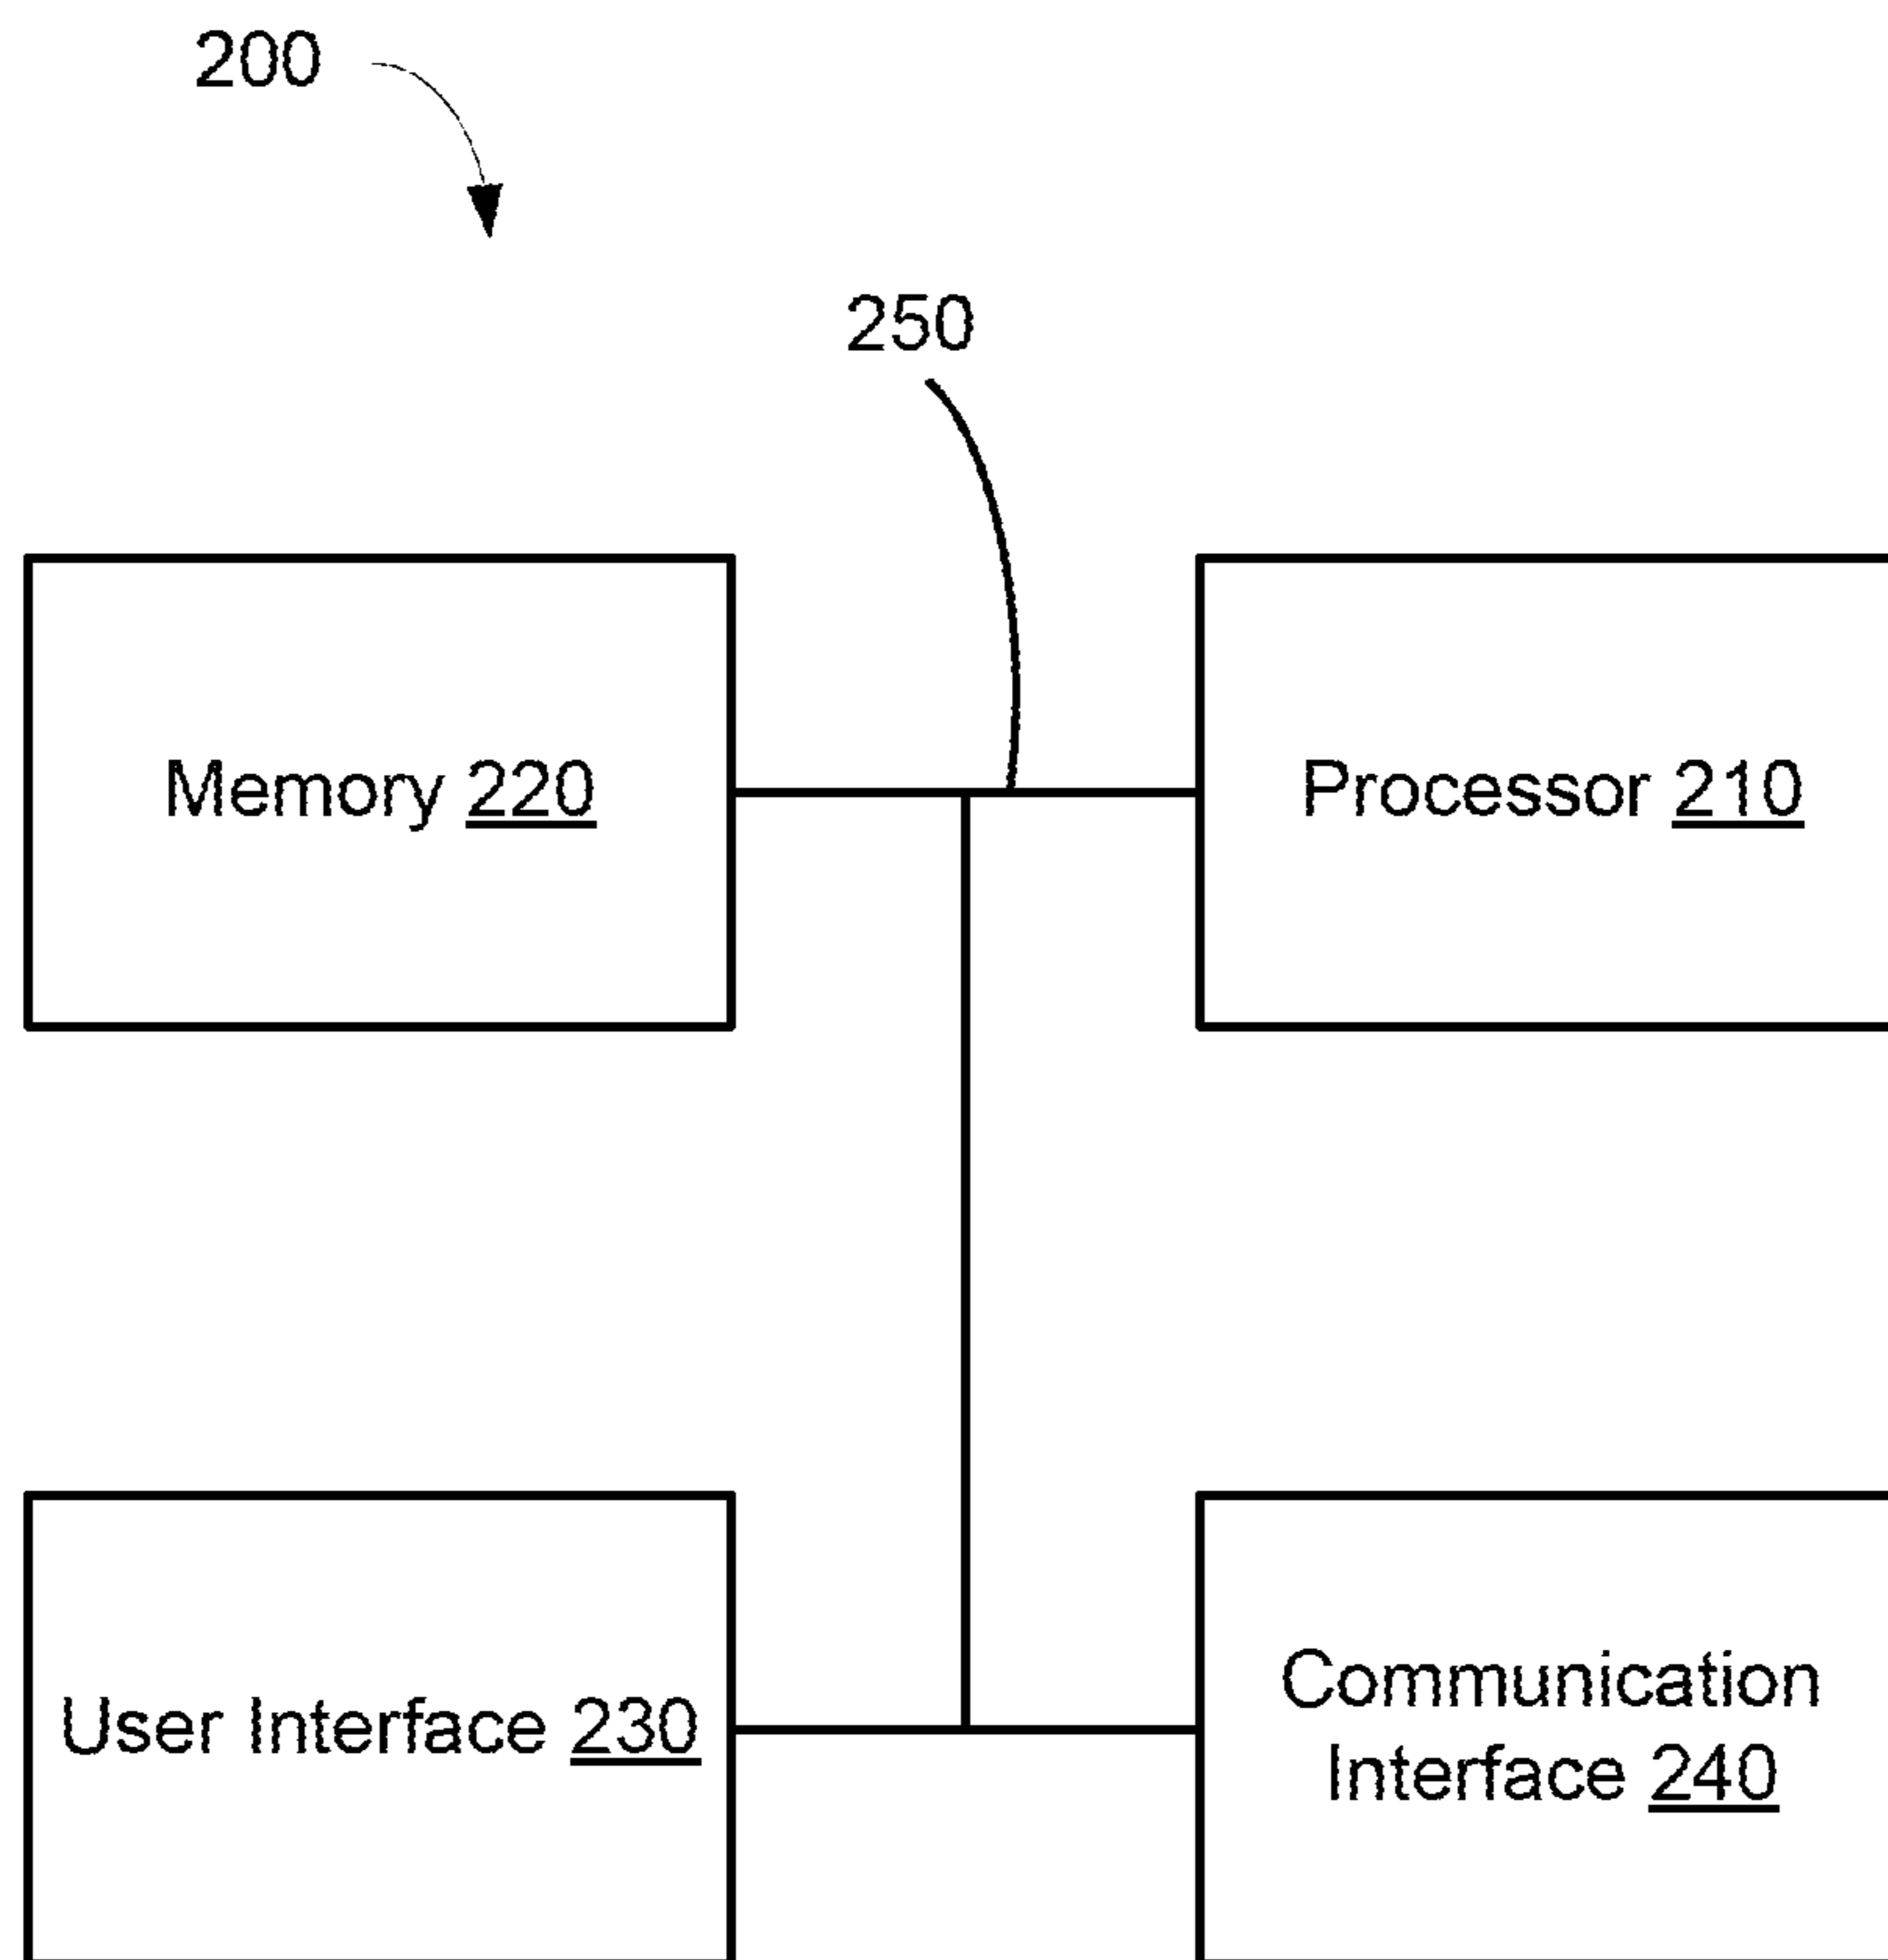 200
250
Memory 220
Processor 210
User Interface 230
Communication
Interface 240